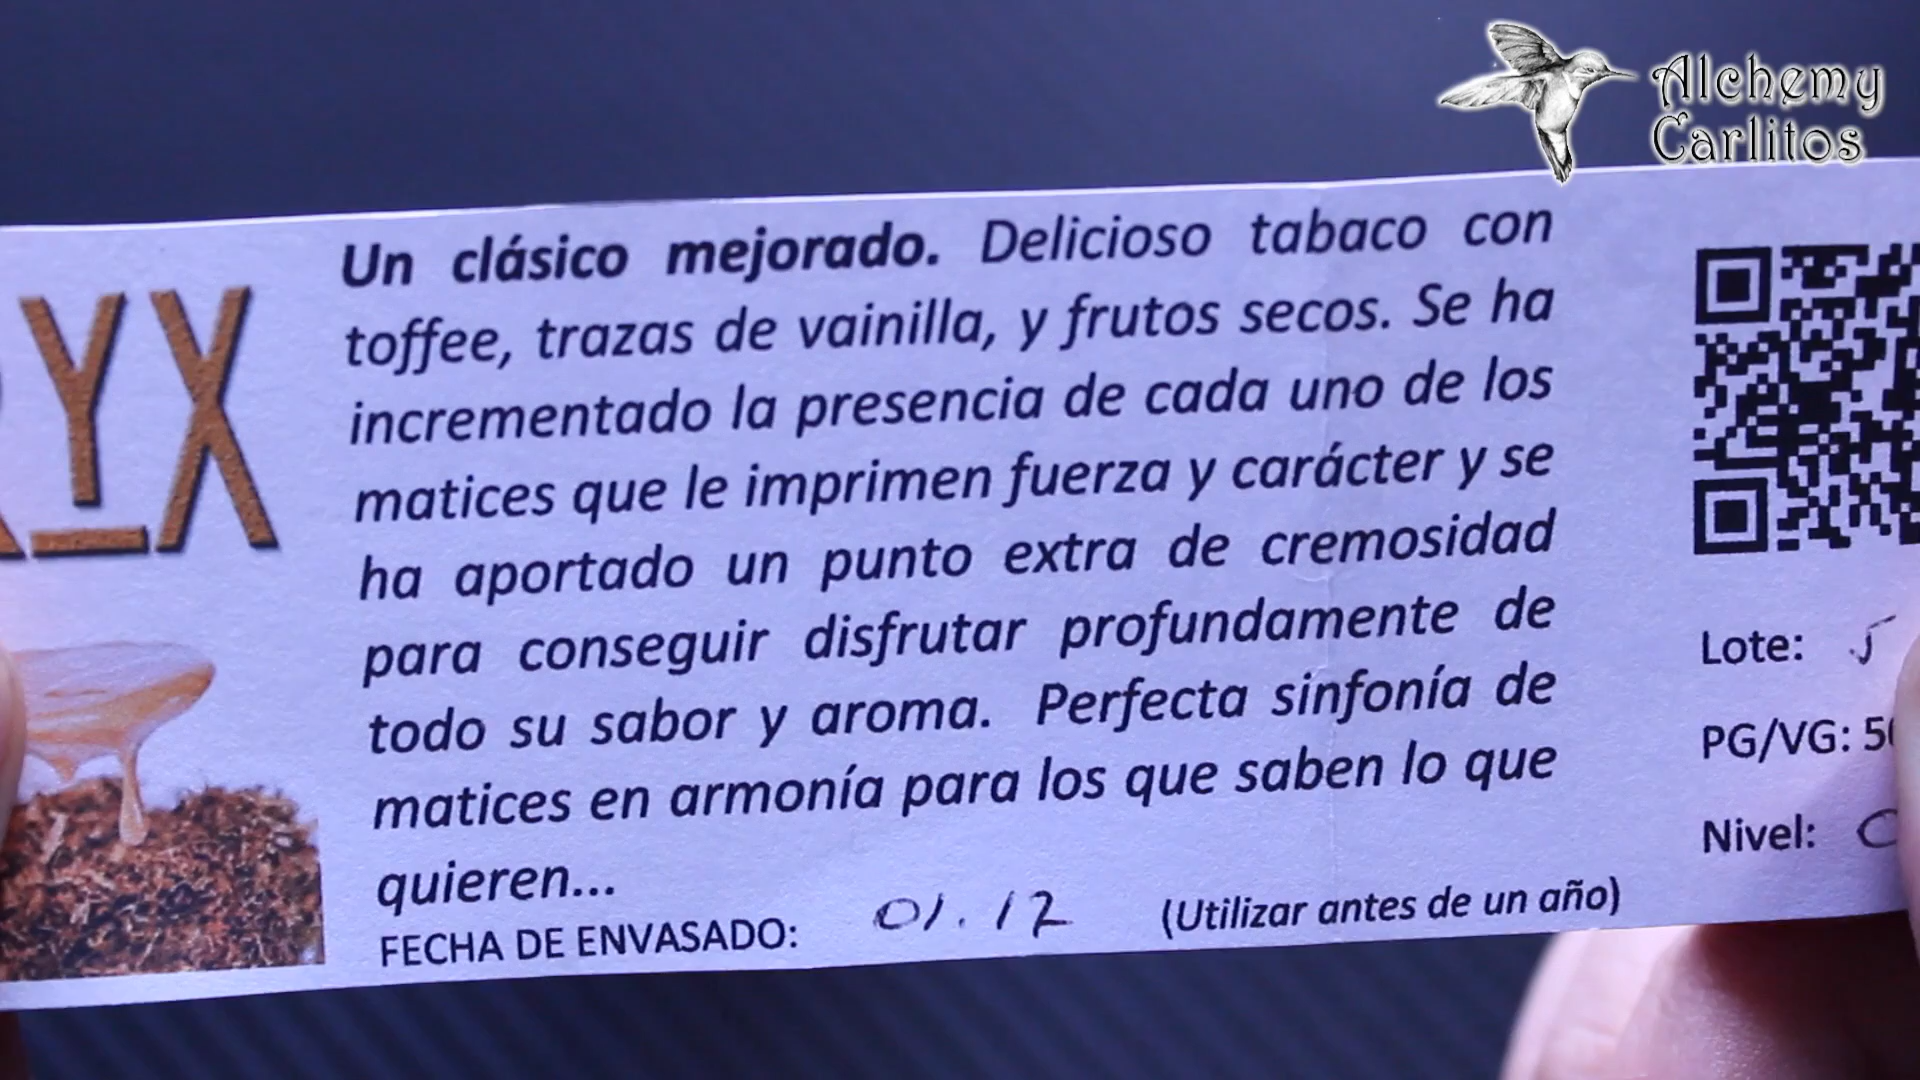 Alchemy
Carlitos
YX
Un clásico mejorado. Delicioso tabaco con
toffee, trazas de vainilla, y frutos secos. Se ha
incrementado la presencia de cada uno de los
matices que le imprimen fuerza y carácter y se
ha aportado un punto extra de cremosidad
para conseguir disfrutar profundamente de
todo su sabor y aroma. Perfecta sinfonía de
matices en armonía para los que saben lo que
quieren...
FECHA DE ENVASADO: 01.12 (Utilizar antes de un año)
Lote:
PG/VG: 50
Nivel: